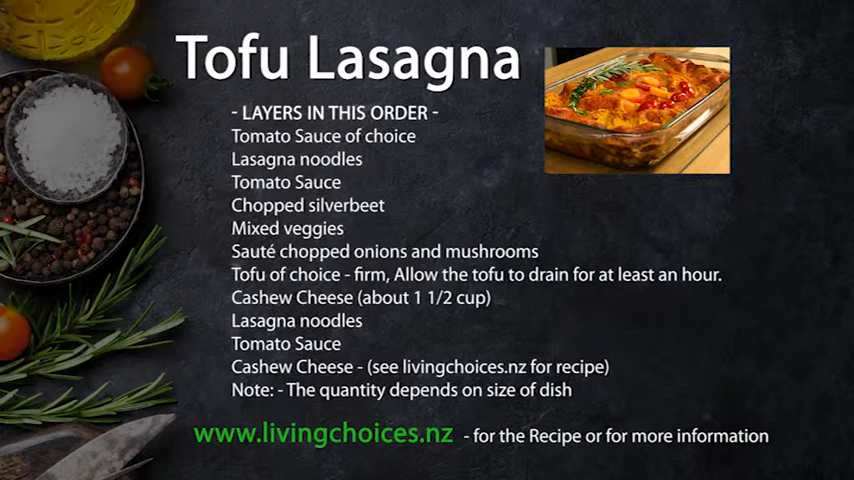 Tofu Lasagna
- LAYERS IN THIS ORDER -
Tomato Sauce of choice
Lasagna noodles
Tomato Sauce
Chopped silverbeet
Mixed veggies
Sauté chopped onions and mushrooms
Tofu of choice - firm, Allow the tofu to drain for at least an hour.
Cashew Cheese (about 1 1/2 cup)
Lasagna noodles
Tomato Sauce
Cashew Cheese - (see livingchoices.nz for recipe)
Note: - The quantity depends on size of dish
www.livingchoices.nz - for the Recipe or for more information